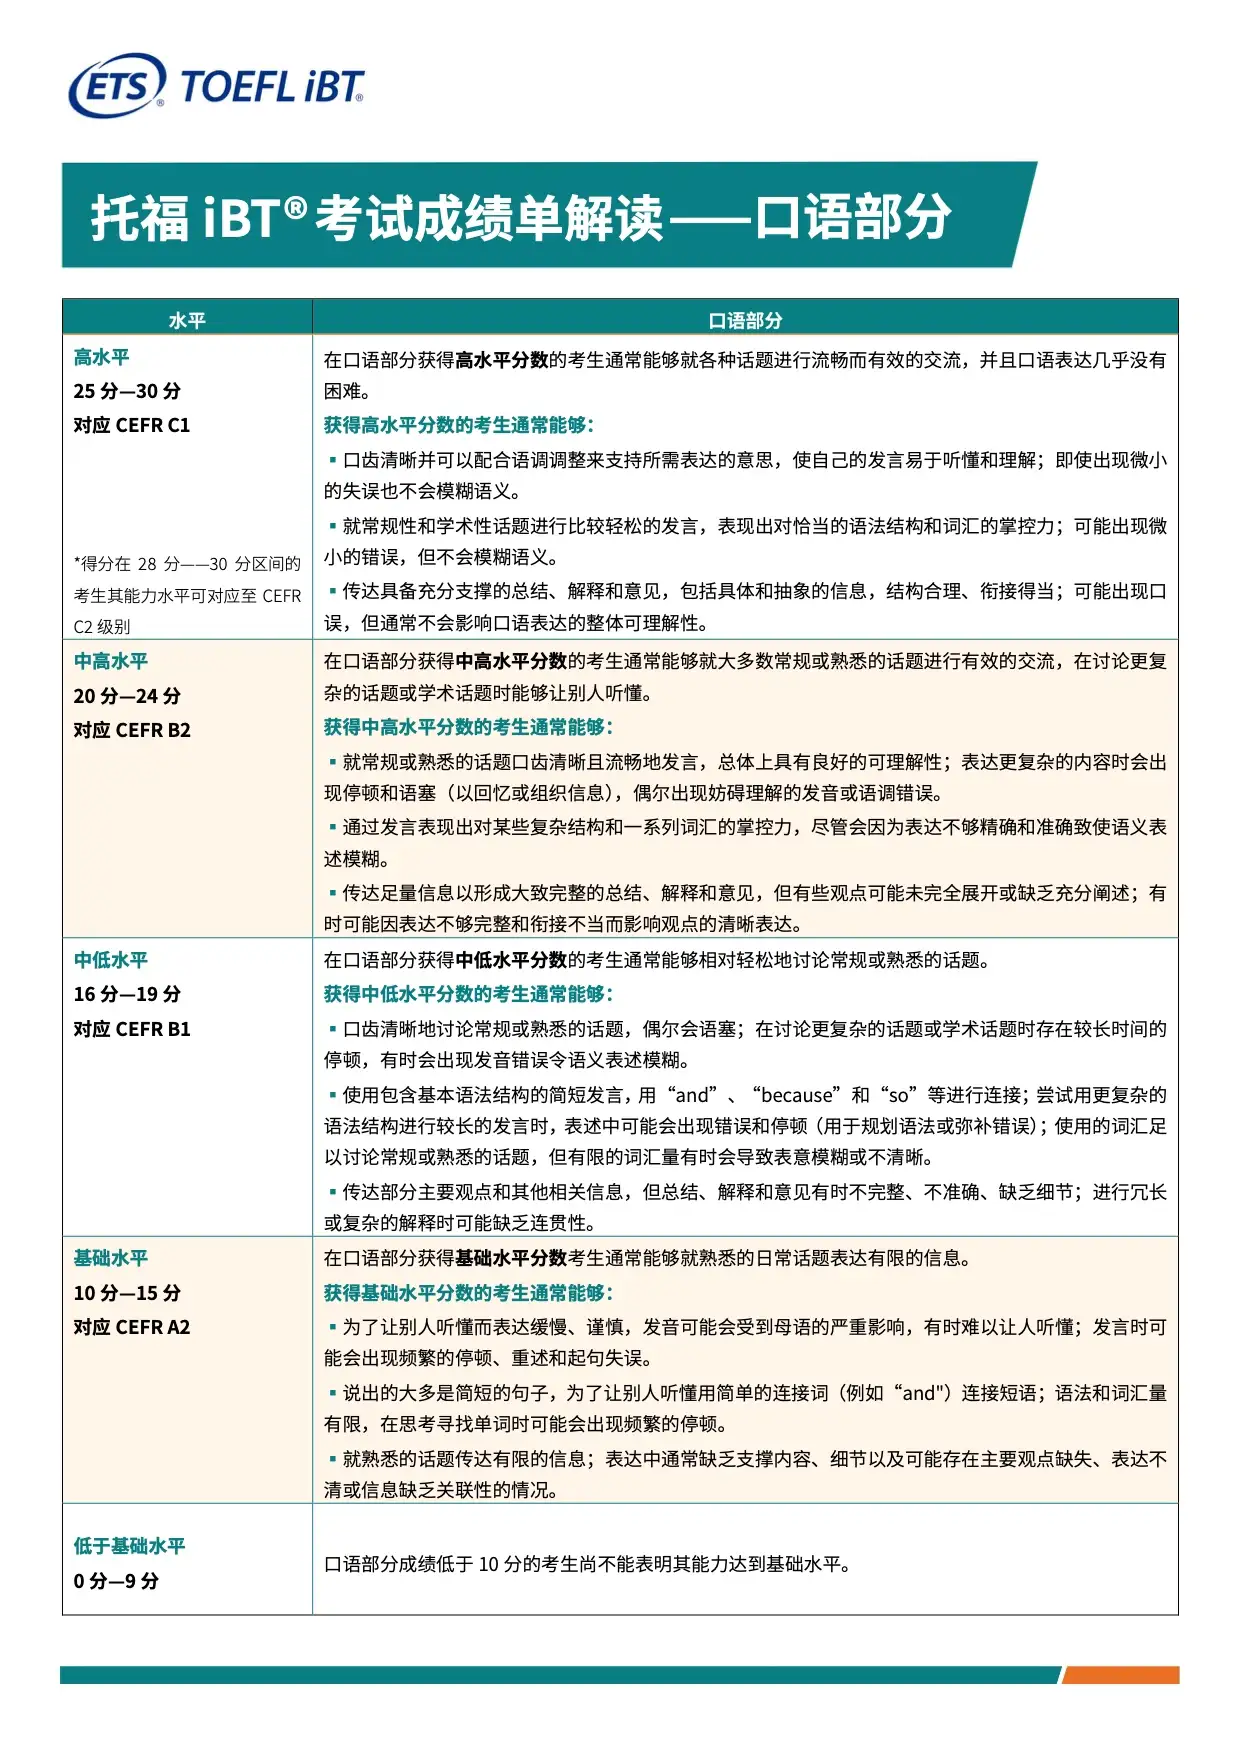 ETS® TOEFL iBT®
托福 iBT®考试成绩单解读——口语部分
水平
口语部分
高水平
25 分—30 分
对应 CEFR C1
*得分在 28 分——30 分区间的
考生其能力水平可对应至 CEFR
C2 级别
在口语部分获得高水平分数的考生通常能够就各种话题进行流畅而有效的交流，并且口语表达几乎没有
困难。
获得高水平分数的考生通常能够：
▪口齿清晰并可以配合语调调整来支持所需表达的意思，使自己的发言易于听懂和理解；即使出现微小
的失误也不会模糊语义。
▪就常规性和学术性话题进行比较轻松的发言，表现出对恰当的语法结构和词汇的掌控力；可能出现微
小的错误，但不会模糊语义。
▪传达具备充分支撑的总结、解释和意见，包括具体和抽象的信息，结构合理、衔接得当；可能出现口
误，但通常不会影响口语表达的整体可理解性。
中高水平
20 分—24 分
对应 CEFR B2
在口语部分获得中高水平分数的考生通常能够就大多数常规或熟悉的话题进行有效的交流，在讨论更复
杂的话题或学术话题时能够让别人听懂。
获得中高水平分数的考生通常能够：
▪就常规或熟悉的话题口齿清晰且流畅地发言，总体上具有良好的可理解性；表达更复杂的内容时会出
现停顿和语塞（以回忆或组织信息），偶尔出现妨碍理解的发音或语调错误。
▪通过发言表现出对某些复杂结构和一系列词汇的掌控力，尽管会因为表达不够精确和准确致使语义表
述模糊。
▪传达足量信息以形成大致完整的总结、解释和意见，但有些观点可能未完全展开或缺乏充分阐述；有
时可能因表达不够完整和衔接不当而影响观点的清晰表达。
中低水平
16 分—19 分
对应 CEFR B1
在口语部分获得中低水平分数的考生通常能够相对轻松地讨论常规或熟悉的话题。
获得中低水平分数的考生通常能够：
▪口齿清晰地讨论常规或熟悉的话题，偶尔会语塞；在讨论更复杂的话题或学术话题时存在较长时间的
停顿，有时会出现发音错误令语义表述模糊。
▪使用包含基本语法结构的简短发言，用“and”、“because”和“so”等进行连接；尝试用更复杂的
语法结构进行较长的发言时，表述中可能会出现错误和停顿（用于规划语法或弥补错误）；使用的词汇足
以讨论常规或熟悉的话题，但有限的词汇量有时会导致表意模糊或不清晰。
▪传达部分主要观点和其他相关信息，但总结、解释和意见有时不完整、不准确、缺乏细节；进行冗长
或复杂的解释时可能缺乏连贯性。
基础水平
10 分—15 分
对应 CEFR A2
在口语部分获得基础水平分数考生通常能够就熟悉的日常话题表达有限的信息。
获得基础水平分数的考生通常能够：
▪为了让别人听懂而表达缓慢、谨慎，发音可能会受到母语的严重影响，有时难以让人听懂；发言时可
能会出现频繁的停顿、重述和起句失误。
▪说出的大多是简短的句子，为了让别人听懂用简单的连接词（例如“and"）连接短语；语法和词汇量
有限，在思考寻找单词时可能会出现频繁的停顿。
▪就熟悉的话题传达有限的信息；表达中通常缺乏支撑内容、细节以及可能存在主要观点缺失、表达不
清或信息缺乏关联性的情况。
低于基础水平
0 分—9 分
口语部分成绩低于 10 分的考生尚不能表明其能力达到基础水平。